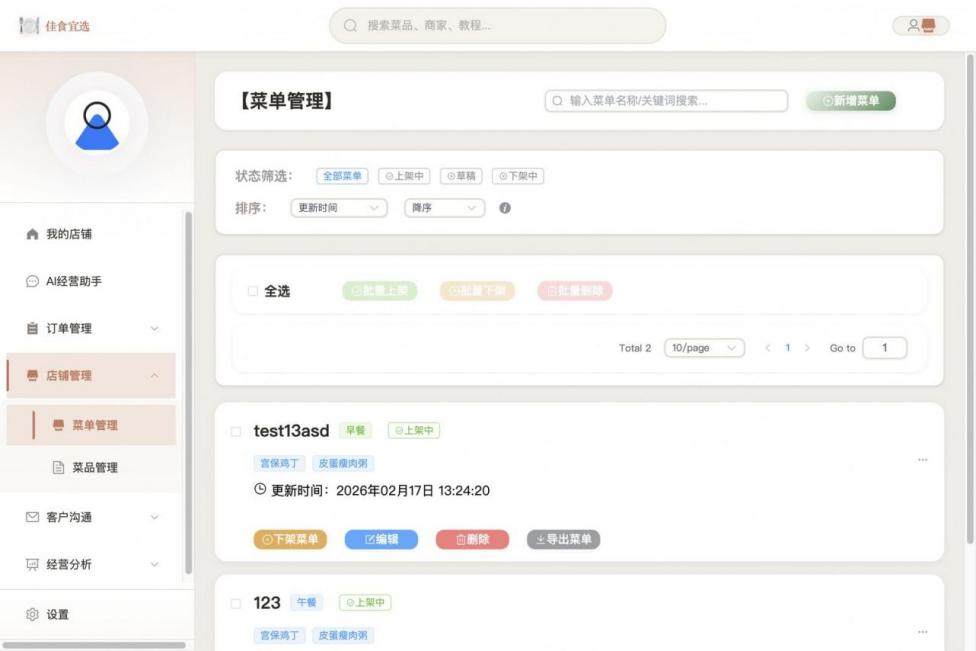 佳食宜选
搜索菜品、商家、教程...
我的店铺
AI经营助手
订单管理
店铺管理
菜单管理
菜品管理
客户沟通
经营分析
设置
【菜单管理】
输入菜单名称/关键词搜索...
新增菜单
状态筛选： 全部菜单 上架中 草稿 下架中
排序： 更新时间 降序
全选 批量上架 批量下架 批量删除
Total 2 10/page 1 Go to 1
test13asd 早餐 上架中
宫保鸡丁 皮蛋瘦肉粥
更新时间：2026年02月17日 13:24:20
下架菜单 编辑 删除 导出菜单
123 午餐 上架中
宫保鸡丁 皮蛋瘦肉粥